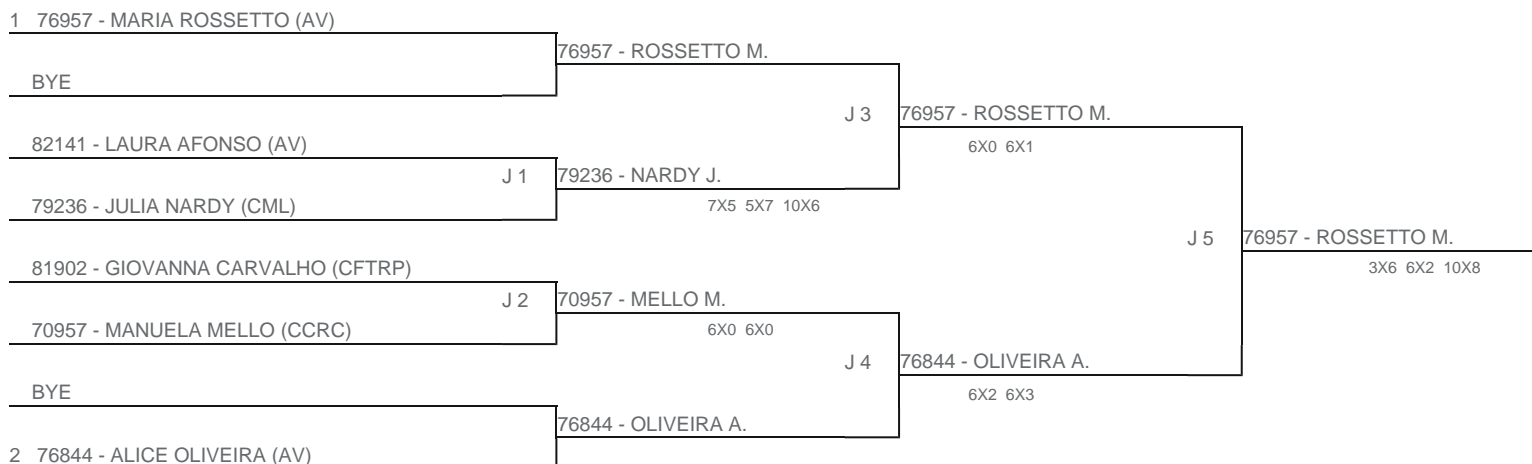 1 76957 - MARIA ROSSETTO (AV)
76957 - ROSSETTO M.
BYE
J 3
76957 - ROSSETTO M.
6X0 6X1
82141 - LAURA AFONSO (AV)
J 1
79236 - NARDY J.
7X5 5X7 10X6
79236 - JULIA NARDY (CML)
J 5
76957 - ROSSETTO M.
3X6 6X2 10X8
81902 - GIOVANNA CARVALHO (CFTRP)
J 2
70957 - MELLO M.
6X0 6X0
70957 - MANUELA MELLO (CCRC)
J 4
76844 - OLIVEIRA A.
6X2 6X3
BYE
76844 - OLIVEIRA A.
2 76844 - ALICE OLIVEIRA (AV)